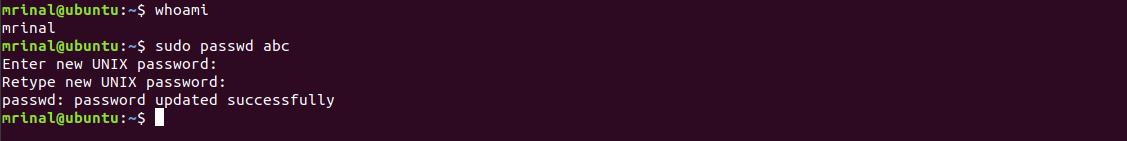 mrinal@ubuntu:~$ whoami
mrinal
mrinal@ubuntu:~$ sudo passwd abc
Enter new UNIX password:
Retype new UNIX password:
passwd: password updated successfully
mrinal@ubuntu:~$